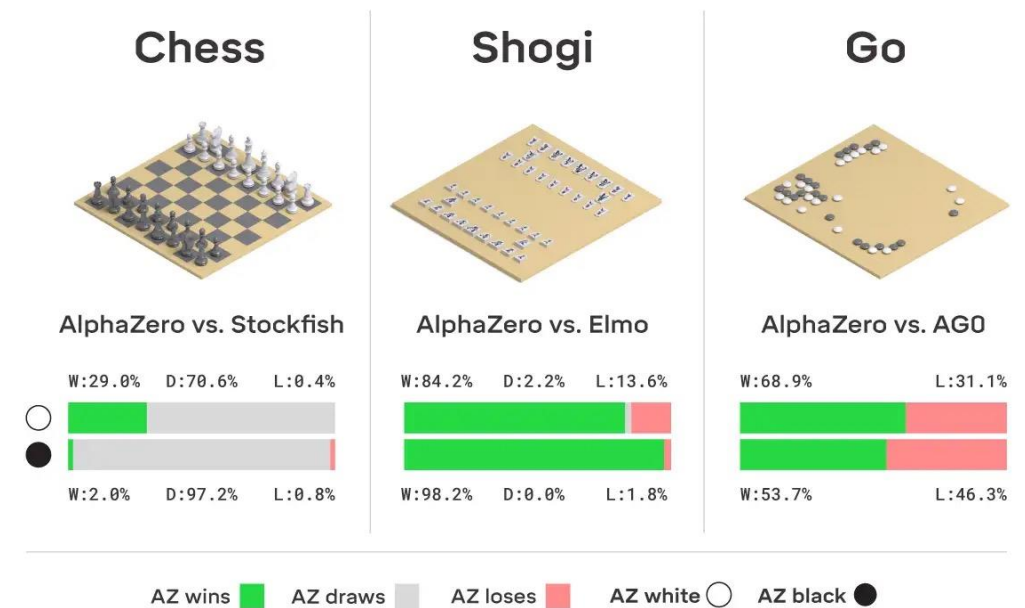 Chess
Shogi
Go
AlphaZero vs. Stockfish
AlphaZero vs. Elmo
AlphaZero vs. AG0
W:29.0% D:70.6% L:0.4%
W:84.2% D:2.2% L:13.6%
W:68.9% L:31.1%
W:2.0% D:97.2% L:0.8%
W:98.2% D:0.0% L:1.8%
W:53.7% L:46.3%
AZ wins AZ draws AZ loses AZ white AZ black